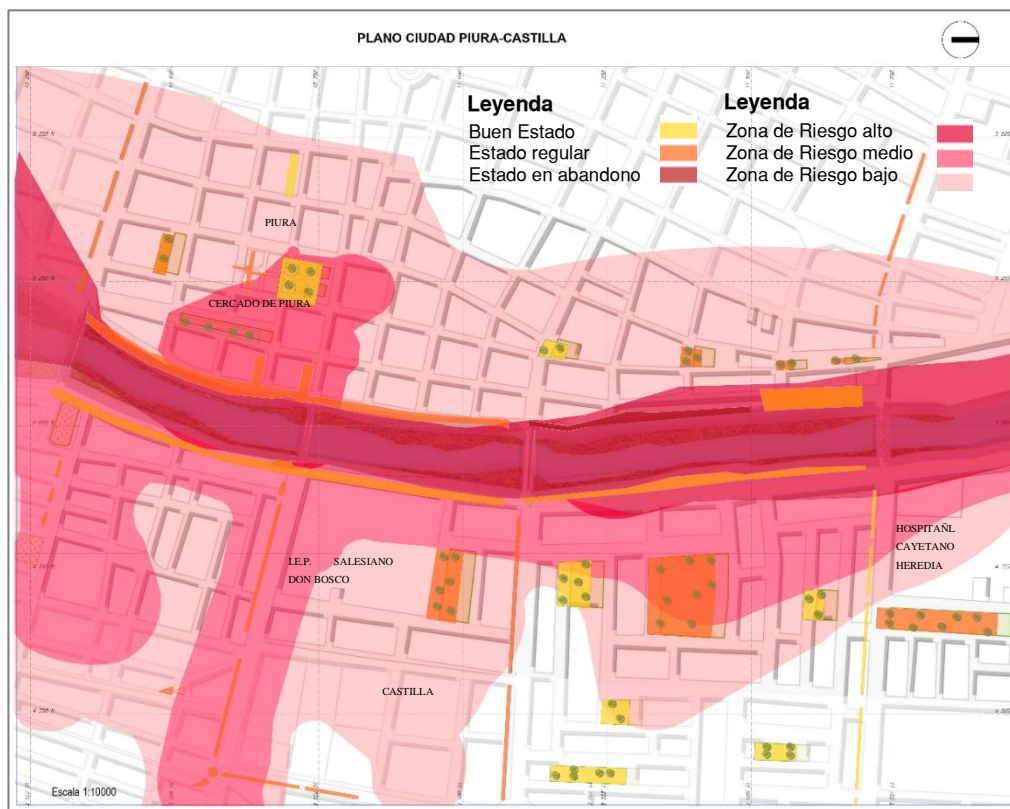 PLANO CIUDAD PIURA-CASTILLA
Leyenda
Buen Estado
Estado regular
Estado en abandono
Leyenda
Zona de Riesgo alto
Zona de Riesgo medio
Zona de Riesgo bajo
PIURA
CERCADO DE PIURA
I.E.P. SALESIANO
DON BOSCO
HOSPITAÑL
CAYETANO
HEREDIA
CASTILLA
Escala 1:10000